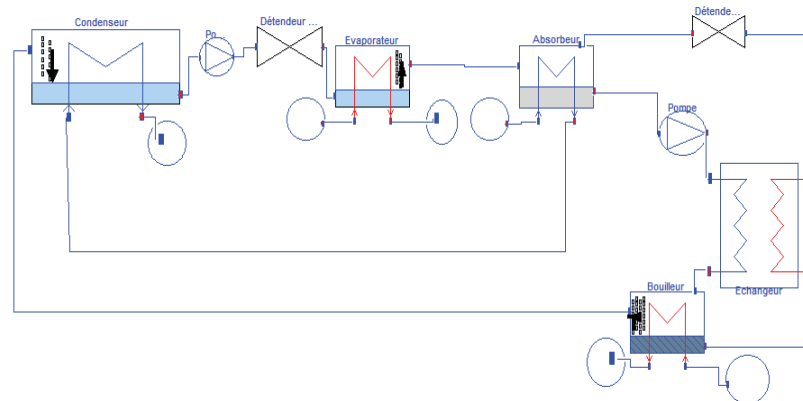 Condenseur
Po ...
Détendeur ...
Evaporateur
Absorbeur
Détende...
Pompe
Echangeur
Bouilleur